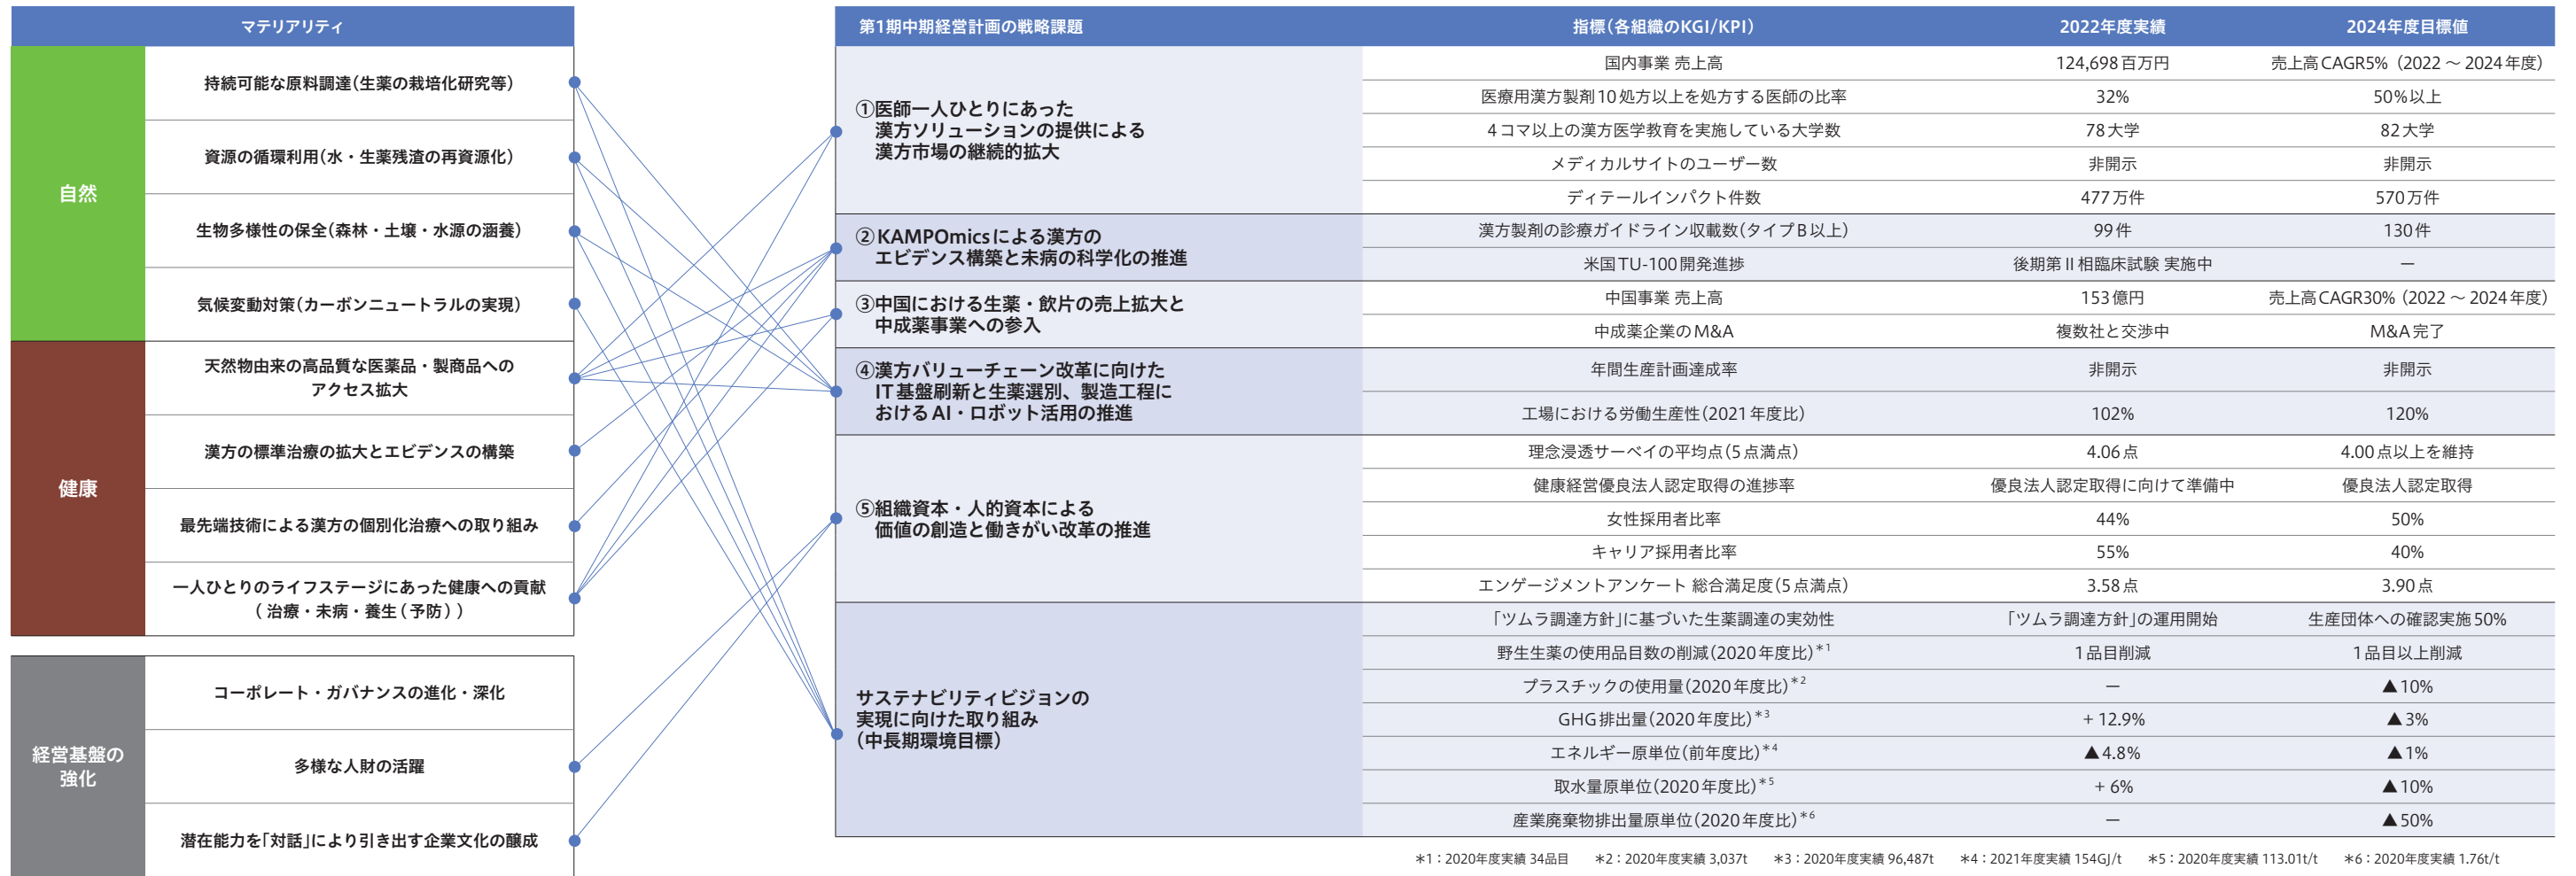 マテリアリティ
自然
持続可能な原料調達(生薬の栽培化研究等)
資源の循環利用(水・生薬残渣の再資源化)
生物多様性の保全(森林・土壌・水源の涵養)
気候変動対策(カーボンニュートラルの実現)
健康
天然物由来の高品質な医薬品・製商品への
アクセス拡大
漢方の標準治療の拡大とエビデンスの構築
最先端技術による漢方の個別化治療への取り組み
一人ひとりのライフステージにあった健康への貢献
(治療・未病・養生(予防))
経営基盤の
強化
コーポレート・ガバナンスの進化・深化
多様な人財の活躍
潜在能力を「対話」により引き出す企業文化の醸成
第1期中期経営計画の戦略課題 指標(各組織のKGI/KPI) 2022年度実績 2024年度目標値
①医師一人ひとりにあった
漢方ソリューションの提供による
漢方市場の継続的拡大
国内事業 売上高 124,698百万円 売上高CAGR5%(2022〜2024年度)
医療用漢方製剤10処方以上を処方する医師の比率 32% 50%以上
4コマ以上の漢方医学教育を実施している大学数 78大学 82大学
メディカルサイトのユーザー数 非開示 非開示
ディテールインパクト件数 477万件 570万件
②KAMPOmicsによる漢方の
エビデンス構築と未病の科学化の推進
漢方製剤の診療ガイドライン収載数(タイプB以上) 99件 130件
米国TU-100開発進捗 後期第Ⅱ相臨床試験 実施中 ー
③中国における生薬・飲片の売上拡大と
中成薬事業への参入
中国事業 売上高 153億円 売上高CAGR30%(2022〜2024年度)
中成薬企業のM&A 複数社と交渉中 M&A完了
④漢方バリューチェーン改革に向けた
IT基盤刷新と生薬選別、製造工程に
おけるAI・ロボット活用の推進
年間生産計画達成率 非開示 非開示
工場における労働生産性(2021年度比) 102% 120%
⑤組織資本・人的資本による
価値の創造と働きがい改革の推進
理念浸透サーベイの平均点(5点満点) 4.06点 4.00点以上を維持
健康経営優良法人認定取得の進捗率 優良法人認定取得に向けて準備中 優良法人認定取得
女性採用者比率 44% 50%
キャリア採用者比率 55% 40%
エンゲージメントアンケート 総合満足度(5点満点) 3.58点 3.90点
サステナビリティビジョンの
実現に向けた取り組み
(中長期環境目標)
「ツムラ調達方針」に基づいた生薬調達の実効性 「ツムラ調達方針」の運用開始 生産団体への確認実施50%
野生生薬の使用品目数の削減(2020年度比)*1 1品目削減 1品目以上削減
プラスチックの使用量(2020年度比)*2 ー ▲10%
GHG排出量(2020年度比)*3 +12.9% ▲3%
エネルギー原単位(前年度比)*4 ▲4.8% ▲1%
取水量原単位(2020年度比)*5 +6% ▲10%
産業廃棄物排出量原単位(2020年度比)*6 ー ▲50%
*1:2020年度実績 34品目 *2:2020年度実績 3,037t *3:2020年度実績 96,487t *4:2021年度実績 154GJ/t *5:2020年度実績 113.01t/t *6:2020年度実績 1.76t/t